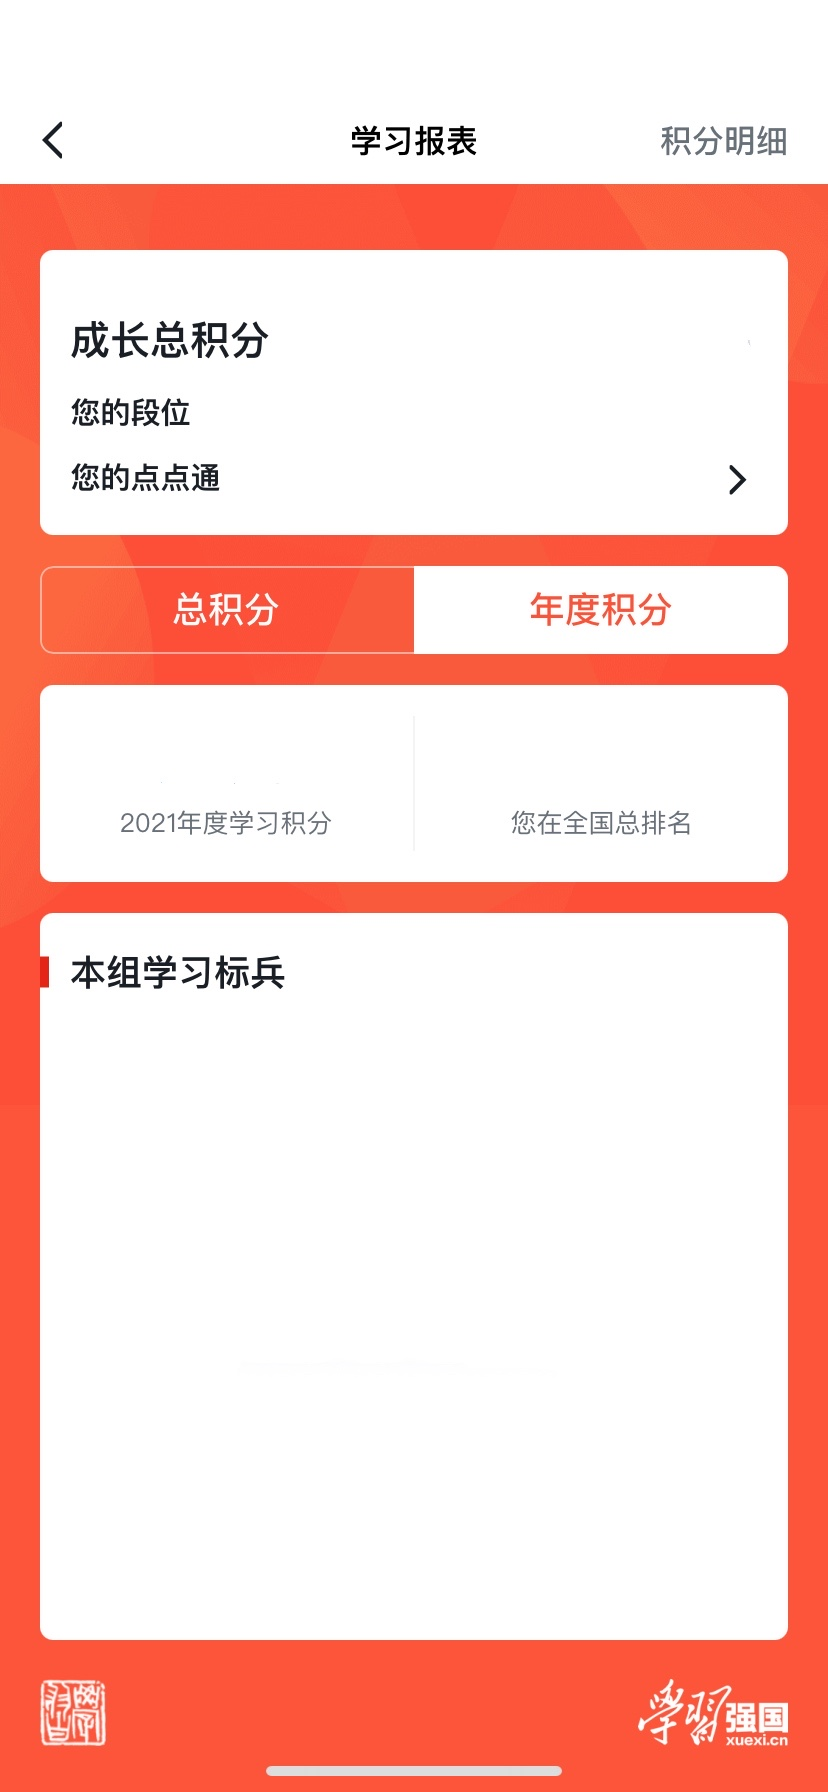 学习报表
积分明细
成长总积分
您的段位
您的点点通
总积分
年度积分
2021年度学习积分
您在全国总排名
本组学习标兵
学习强国
xuexi.cn